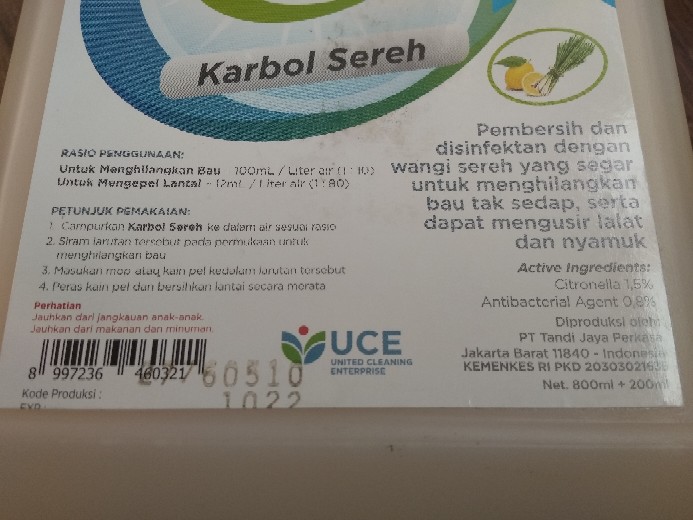 Karbol Sereh
RASIO PENGGUNAAN:
Untuk Menghilangkan Bau - 100mL / Liter air (1 : 10)
Untuk Mengepel Lantai - 12mL / Liter air (1 : 80)
PETUNJUK PEMAKAIAN:
1. Campurkan Karbol Sereh ke dalam air sesuai rasio
2. Siram larutan tersebut pada permukaan untuk
menghilangkan bau
3. Masukan mop atau kain pel kedalam larutan tersebut
4. Peras kain pel dan bersihkan lantai secara merata
Perhatian
Jauhkan dari jangkauan anak-anak.
Jauhkan dari makanan dan minuman.
8 997236 460321
60510
1022
Kode Produksi :
EXP :
UCE
UNITED CLEANING
ENTERPRISE
Pembersih dan
disinfektan dengan
wangi sereh yang segar
untuk menghilangkan
bau tak sedap, serta
dapat mengusir lalat
dan nyamuk
Active Ingredients:
Citronella 1,5%
Antibacterial Agent 0,8%
Diproduksi oleh:
PT Tandi Jaya Perkasa
Jakarta Barat 11840 - Indonesia
KEMENKES RI PKD
Net. 800ml + 200ml